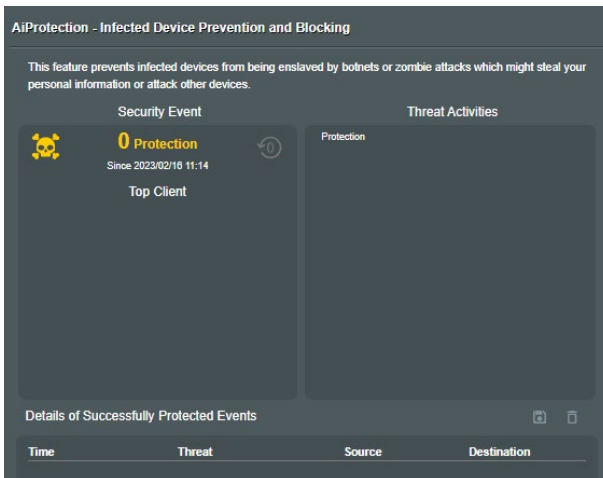 AiProtection - Infected Device Prevention and Blocking
This feature prevents infected devices from being enslaved by botnets or zombie attacks which might steal your
personal information or attack other devices.
Security Event
Threat Activities
0 Protection
Since 2023/02/16 11:14
0
Top Client
Protection
Details of Successfully Protected Events
Time Threat Source Destination